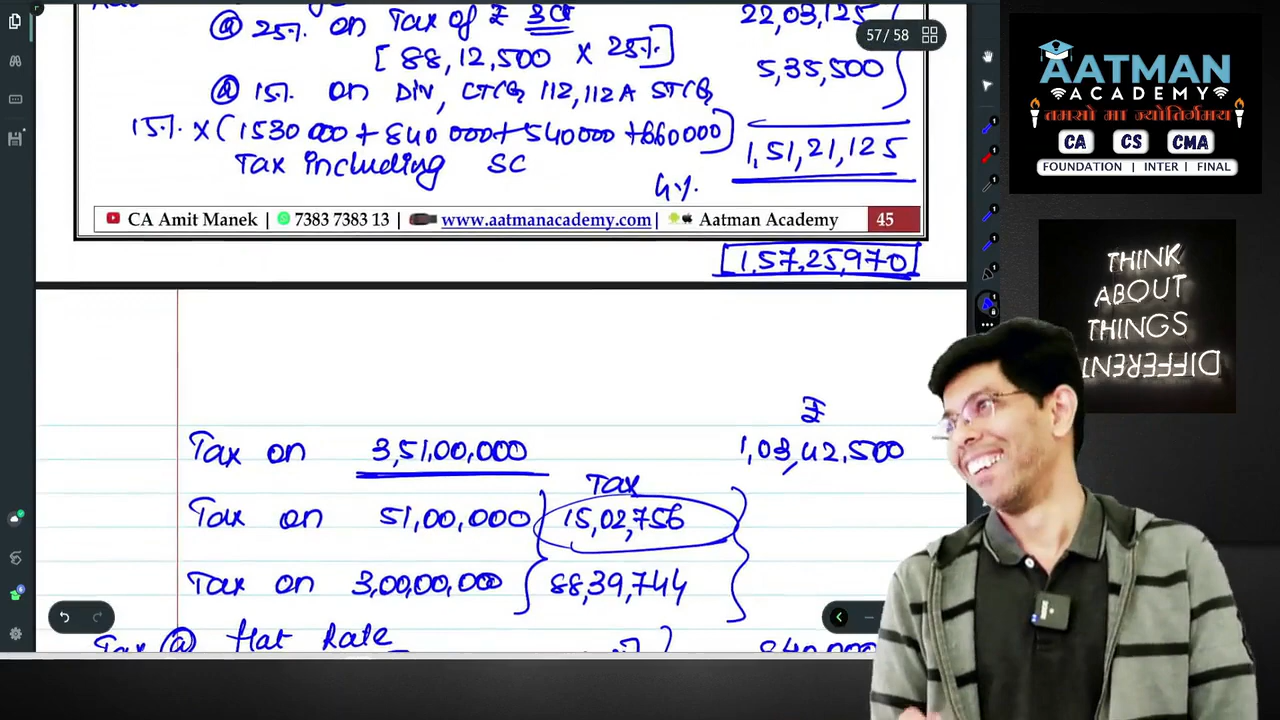 22,03,125
@ 25% on Tax of ₹ 3Cr
[88,12,500 X 25%]
5,35,500
@ 15% on DIV, LTCG, 112, 112A STCG
15% X (1530 000 + 840 000 + 540000 + 660000)
Tax including SC
1,51,21,125
4%
CA Amit Manek | 7383 7383 13 | www.aatmanacademy.com | Aatman Academy 45
1,57,25,970
₹
Tax on 3,51,00,000 1,03,42,500
Tax
Tax on 51,00,000 15,02,756
Tax on 3,00,00,000 88,39,744
Tax @ flat Rate
840,000
57 / 58
AATMAN
ACADEMY
तमसो मा ज्योतिर्गमय
CA CS CMA
FOUNDATION | INTER | FINAL
THINK
ABOUT
THINGS
DIFFERENT